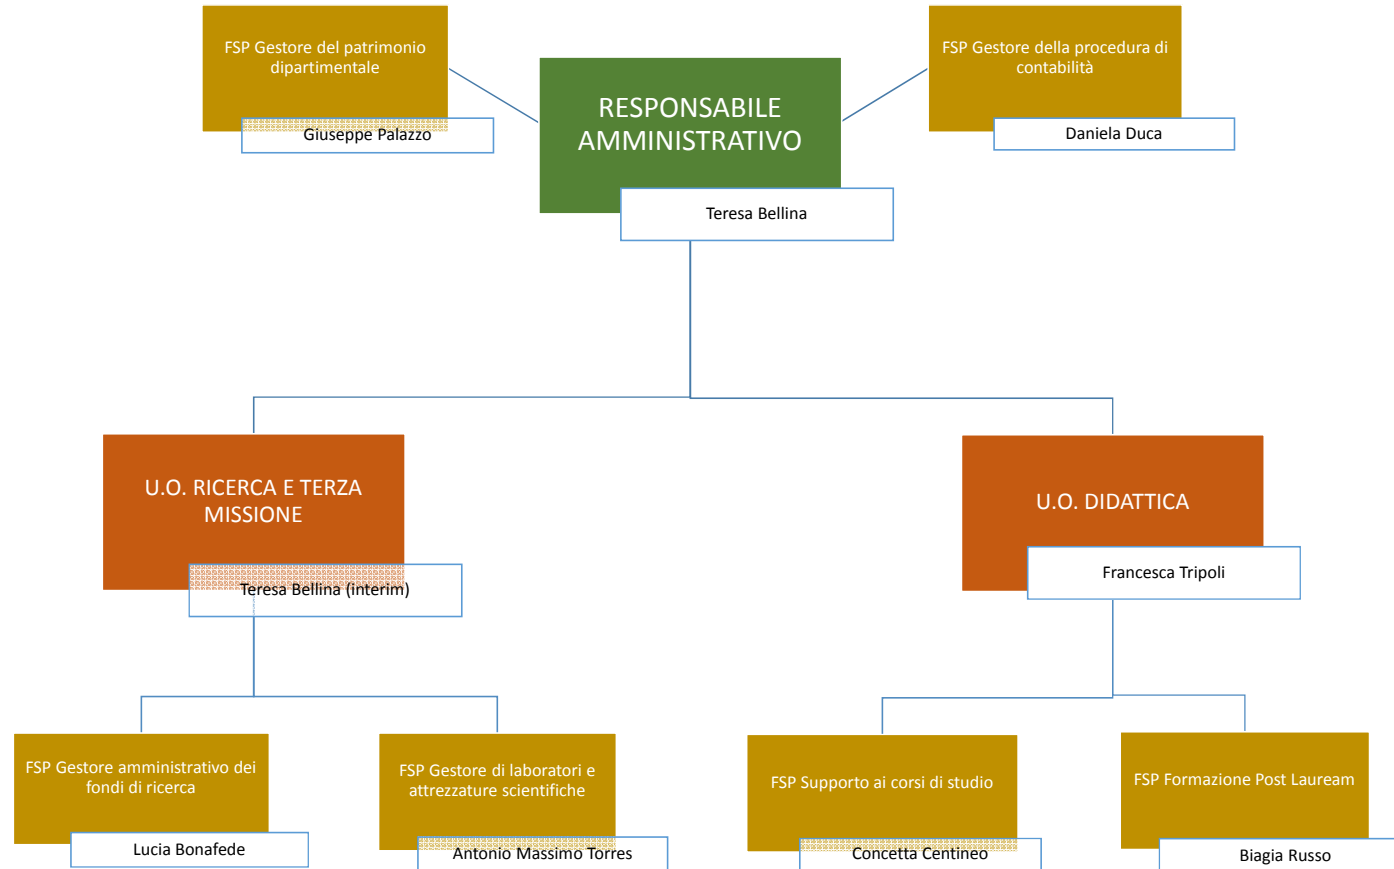 FSP Gestore del patrimonio
dipartimentale
Giuseppe Palazzo
RESPONSABILE
AMMINISTRATIVO
Teresa Bellina
FSP Gestore della procedura di
contabilità
Daniela Duca
U.O. RICERCA E TERZA
MISSIONE
Teresa Bellina (interim)
U.O. DIDATTICA
Francesca Tripoli
FSP Gestore amministrativo dei
fondi di ricerca
Lucia Bonafede
FSP Gestore di laboratori e
attrezzature scientifiche
Antonio Massimo Torres
FSP Supporto ai corsi di studio
Concetta Centineo
FSP Formazione Post Lauream
Biagia Russo